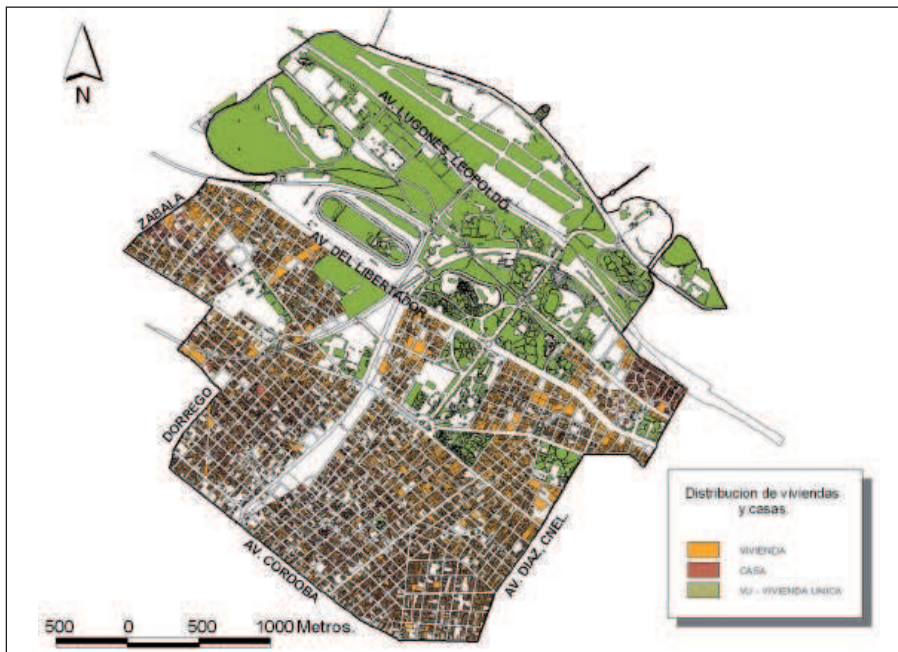 N
AV. LUGONES, LEOPOLDO.
ZABALA
AV. DEL LIBERTADOR
DORREGO
AV. CORDOBA
AV. DIAZ, CNEL.
Distribucion de viviendas
y casas.
VIVIENDA
CASA
VU - VIVIENDA UNICA
500 0 500 1000 Metros.